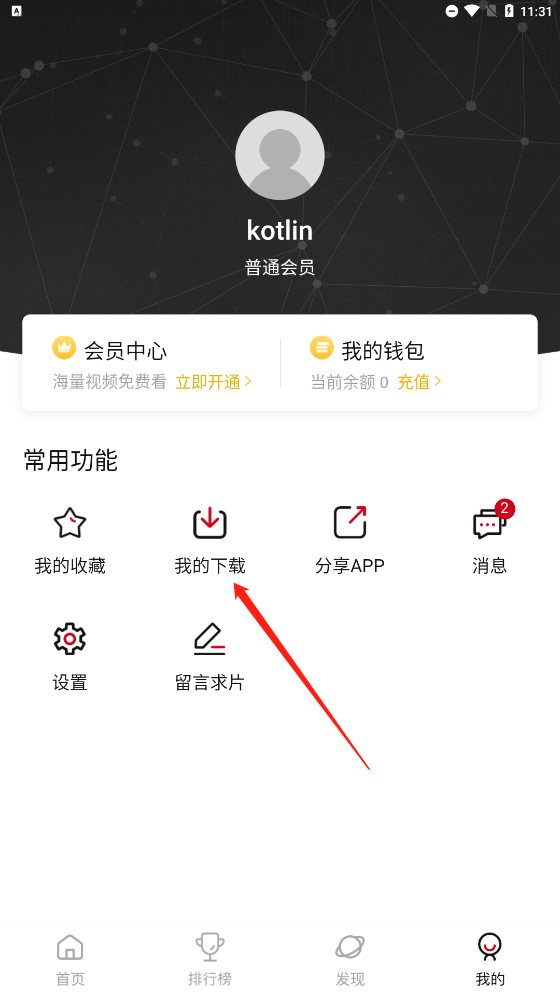 A 11:31
kotlin
普通会员
会员中心 我的钱包
海量视频免费看 立即开通 当前余额 0 充值
常用功能
2
我的收藏 我的下载 分享APP 消息
设置 留言求片
首页 排行榜 发现 我的